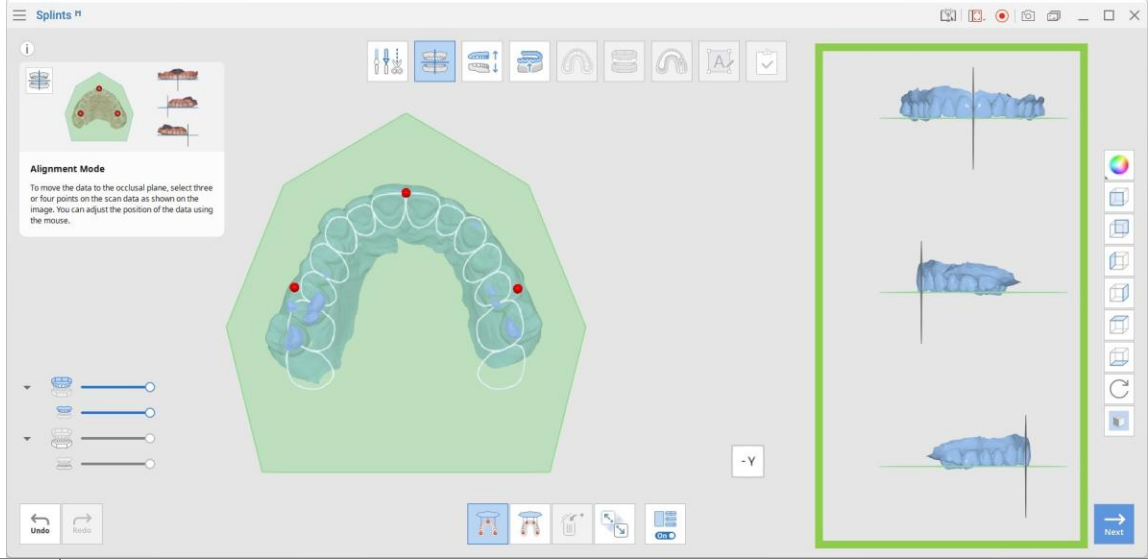 Splints
Alignment Mode
To move the data to the occlusal plane, select three
or four points on the scan data as shown on the
image. You can adjust the position of the data using
the mouse.
-Y
Undo
Redo
On
Next